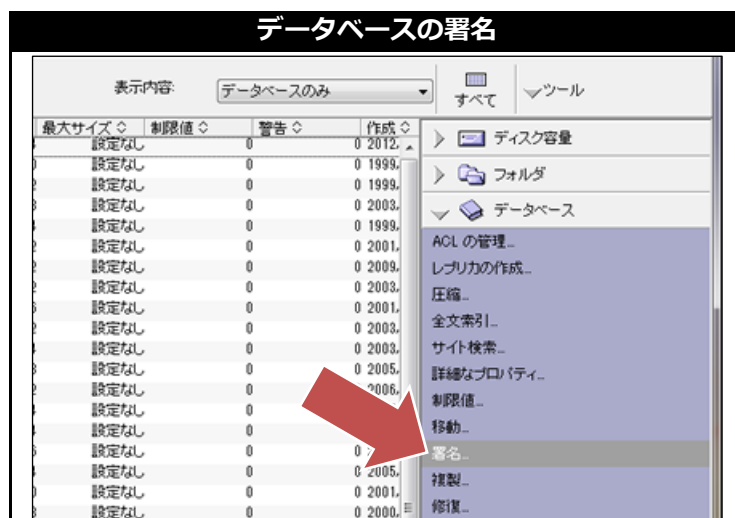 データベースの署名
表示内容: データベースのみ すべて ツール
最大サイズ 制限値 警告 作成
設定なし 0 0 2012.
設定なし 0 0 1999.
設定なし 0 0 1999.
設定なし 0 0 2003.
設定なし 0 0 1999.
設定なし 0 0 2001.
設定なし 0 0 2009.
設定なし 0 0 2003.
設定なし 0 0 2001.
設定なし 0 0 2003.
設定なし 0 0 2003.
設定なし 0 0 2005.
設定なし 0 2006.
設定なし 0
設定なし 0
設定なし 0 0
設定なし 0 0 2005.
設定なし 0 0 2001.
設定なし 0 0 2000.
ディスク容量
フォルダ
データベース
ACL の管理...
レプリカの作成...
圧縮...
全文索引...
サイト検索...
詳細なプロパティ...
制限値...
移動...
署名...
複製...
修復...